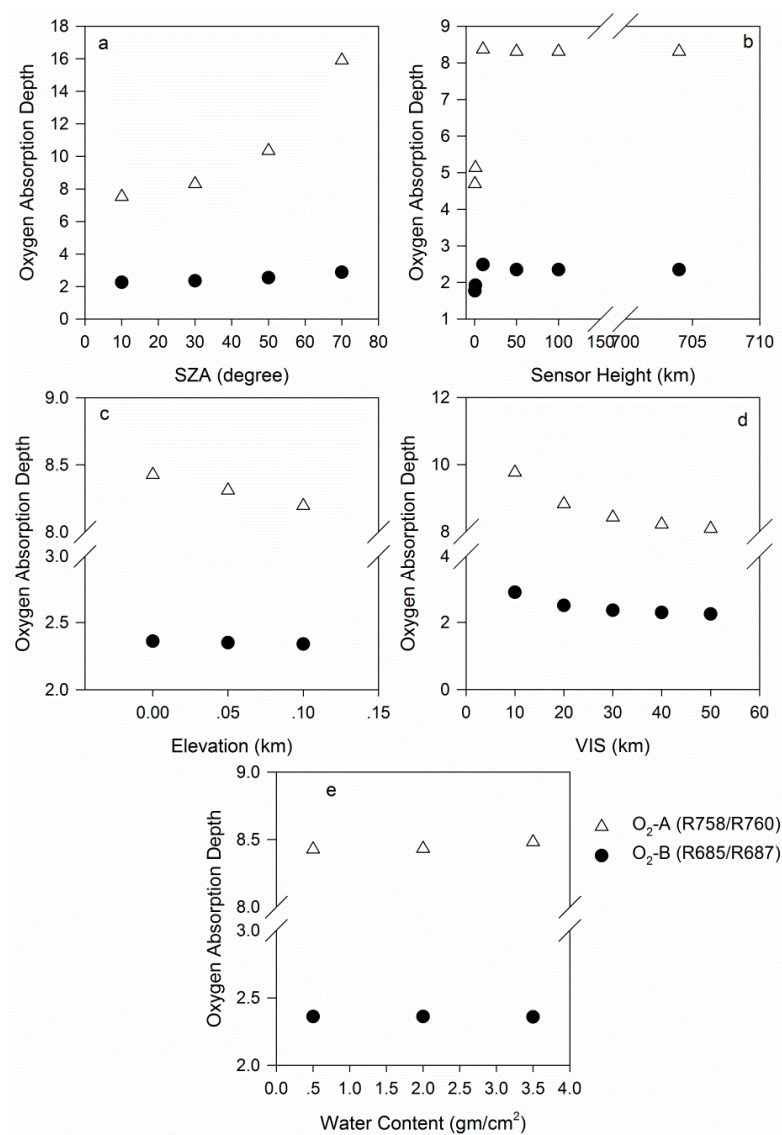 a
18
16
14
12
10
8
6
4
2
0
Oxygen Absorption Depth
0 10 20 30 40 50 60 70 80
SZA (degree)
b
9
8
7
6
5
4
3
2
1
Oxygen Absorption Depth
0 50 100 150 700 705 710
Sensor Height (km)
c
9.0
8.5
8.0
3.0
2.5
2.0
Oxygen Absorption Depth
0.00 .05 .10 .15
Elevation (km)
d
12
10
8
4
2
0
Oxygen Absorption Depth
0 10 20 30 40 50 60
VIS (km)
e
9.0
8.5
8.0
3.0
2.5
2.0
Oxygen Absorption Depth
0.0 .5 1.0 1.5 2.0 2.5 3.0 3.5 4.0
Water Content (gm/cm²)
O₂-A (R758/R760)
O₂-B (R685/R687)